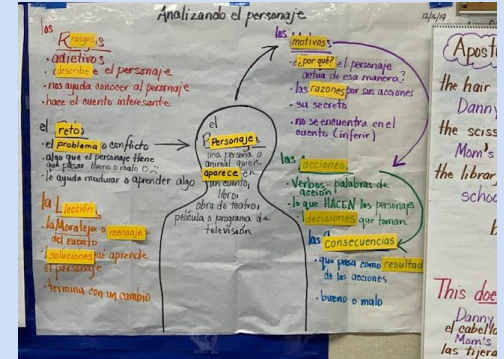 Analizando el personaje
los
Rasgos
• adjetivos
• describe el personaje
• nos ayuda conocer al personaje
• hace el cuento interesante
el reto
• el problema o conflicto
• algo que el personaje tiene
que pasar (bueno o malo)
• le ayuda madurar o aprender algo
la Lección
• la Moraleja o mensaje
del cuento
• soluciones que aprende
el personaje
• termina con un cambio
el
Personaje
una persona o
animal quien
aparece en
un cuento,
libro,
obra de teatro,
película o programa de
televisión
los
motivos
• ¿por qué? el personaje
actua de esa manera?
• las razones por sus acciones
• su secreto
• no se encuentra en el
cuento (inferir)
las acciones
• Verbos - palabras de
acción
• lo que HACEN los personajes
• decisiones que toman
las consecuencias
• que pasa como resultado
de las acciones
• bueno o malo
12/4/19
Apost
the hair
Danny
the sciss
Mom's
the librar
schoo
This doe
Danny
el cabello
Mom's
las tijera